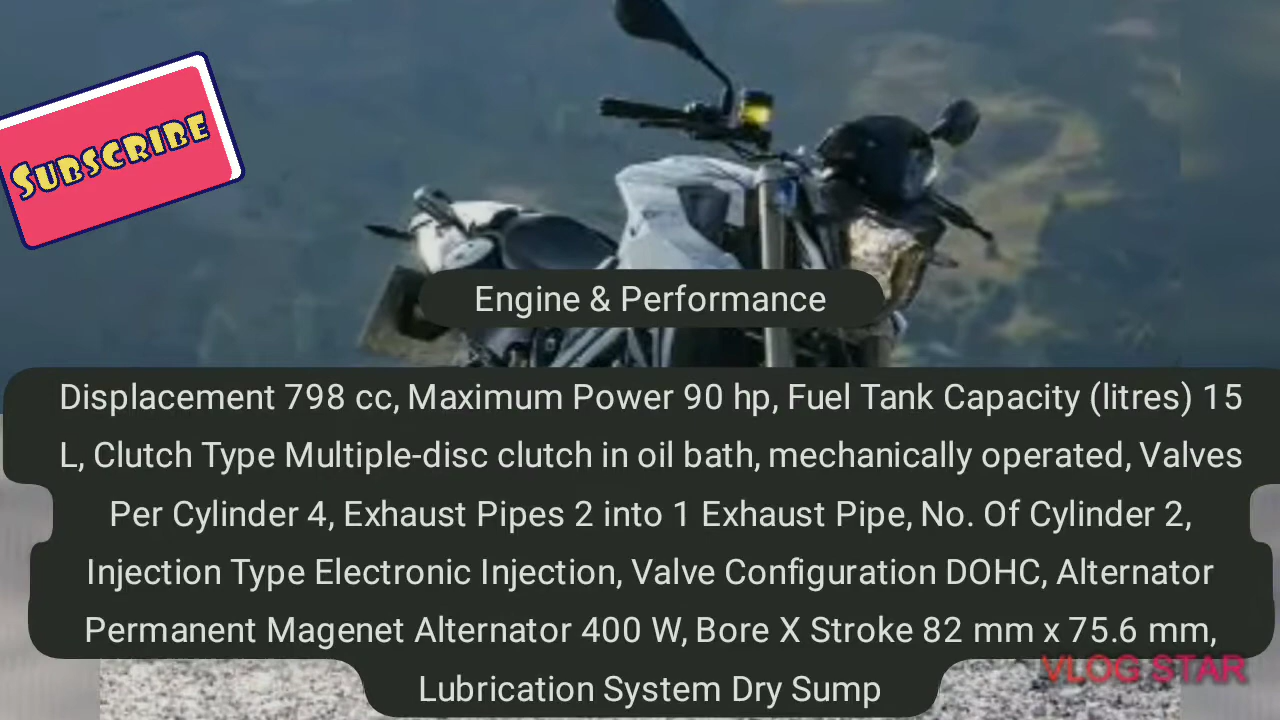 SUBSCRIBE
Engine & Performance
Displacement 798 cc, Maximum Power 90 hp, Fuel Tank Capacity (litres) 15
L, Clutch Type Multiple-disc clutch in oil bath, mechanically operated, Valves
Per Cylinder 4, Exhaust Pipes 2 into 1 Exhaust Pipe, No. Of Cylinder 2,
Injection Type Electronic Injection, Valve Configuration DOHC, Alternator
Permanent Magenet Alternator 400 W, Bore X Stroke 82 mm x 75.6 mm,
Lubrication System Dry Sump
VLOG STAR